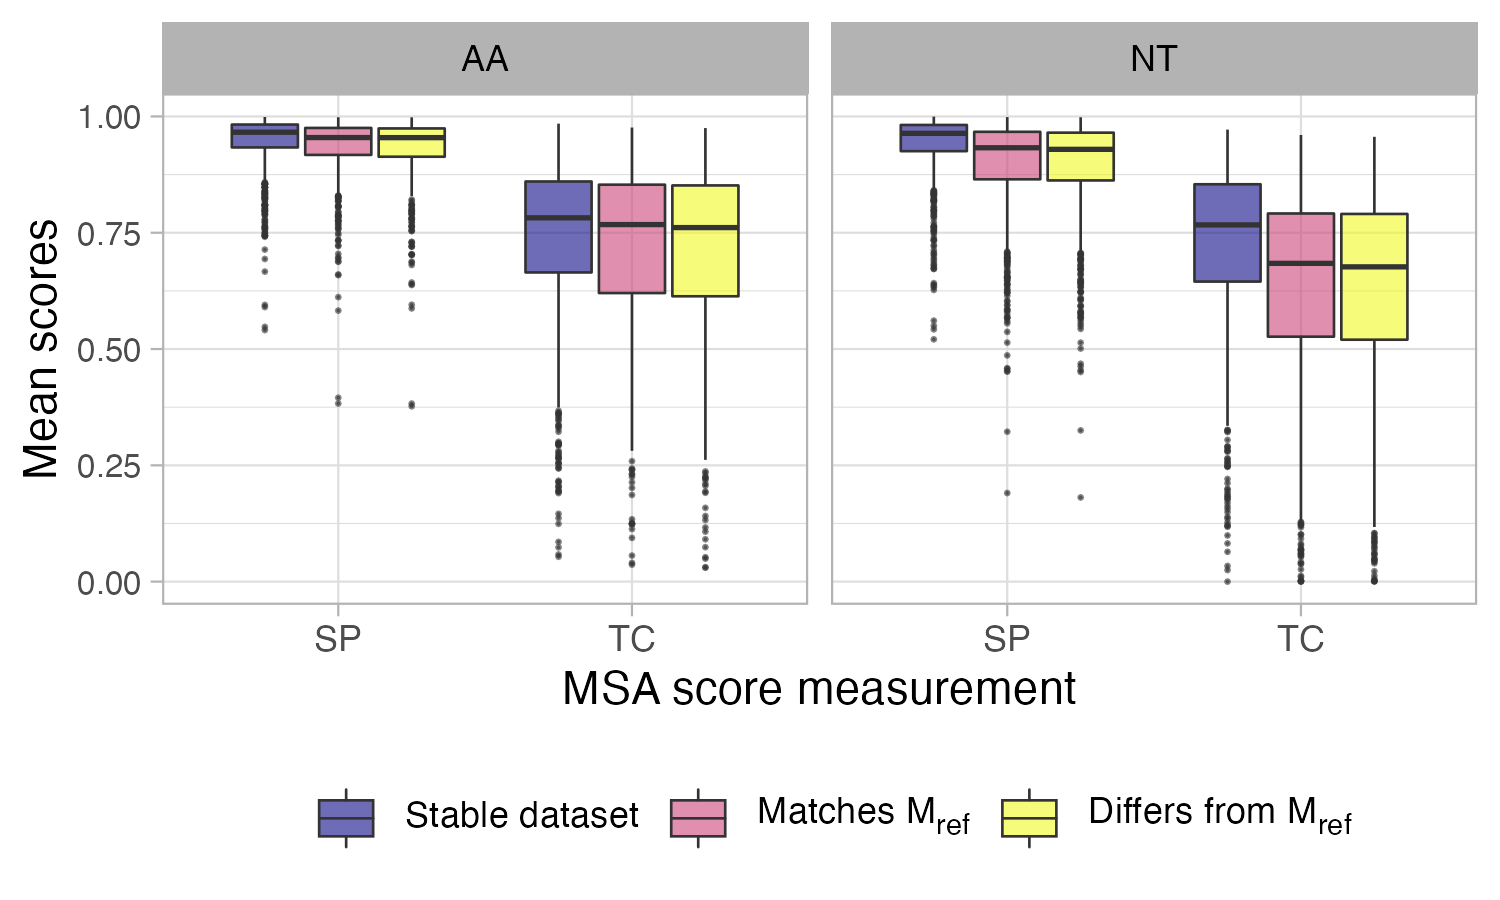 AA
NT
1.00
0.75
0.50
0.25
0.00
Mean scores
SP
TC
SP
TC
MSA score measurement
Stable dataset
Matches Mref
Differs from Mref